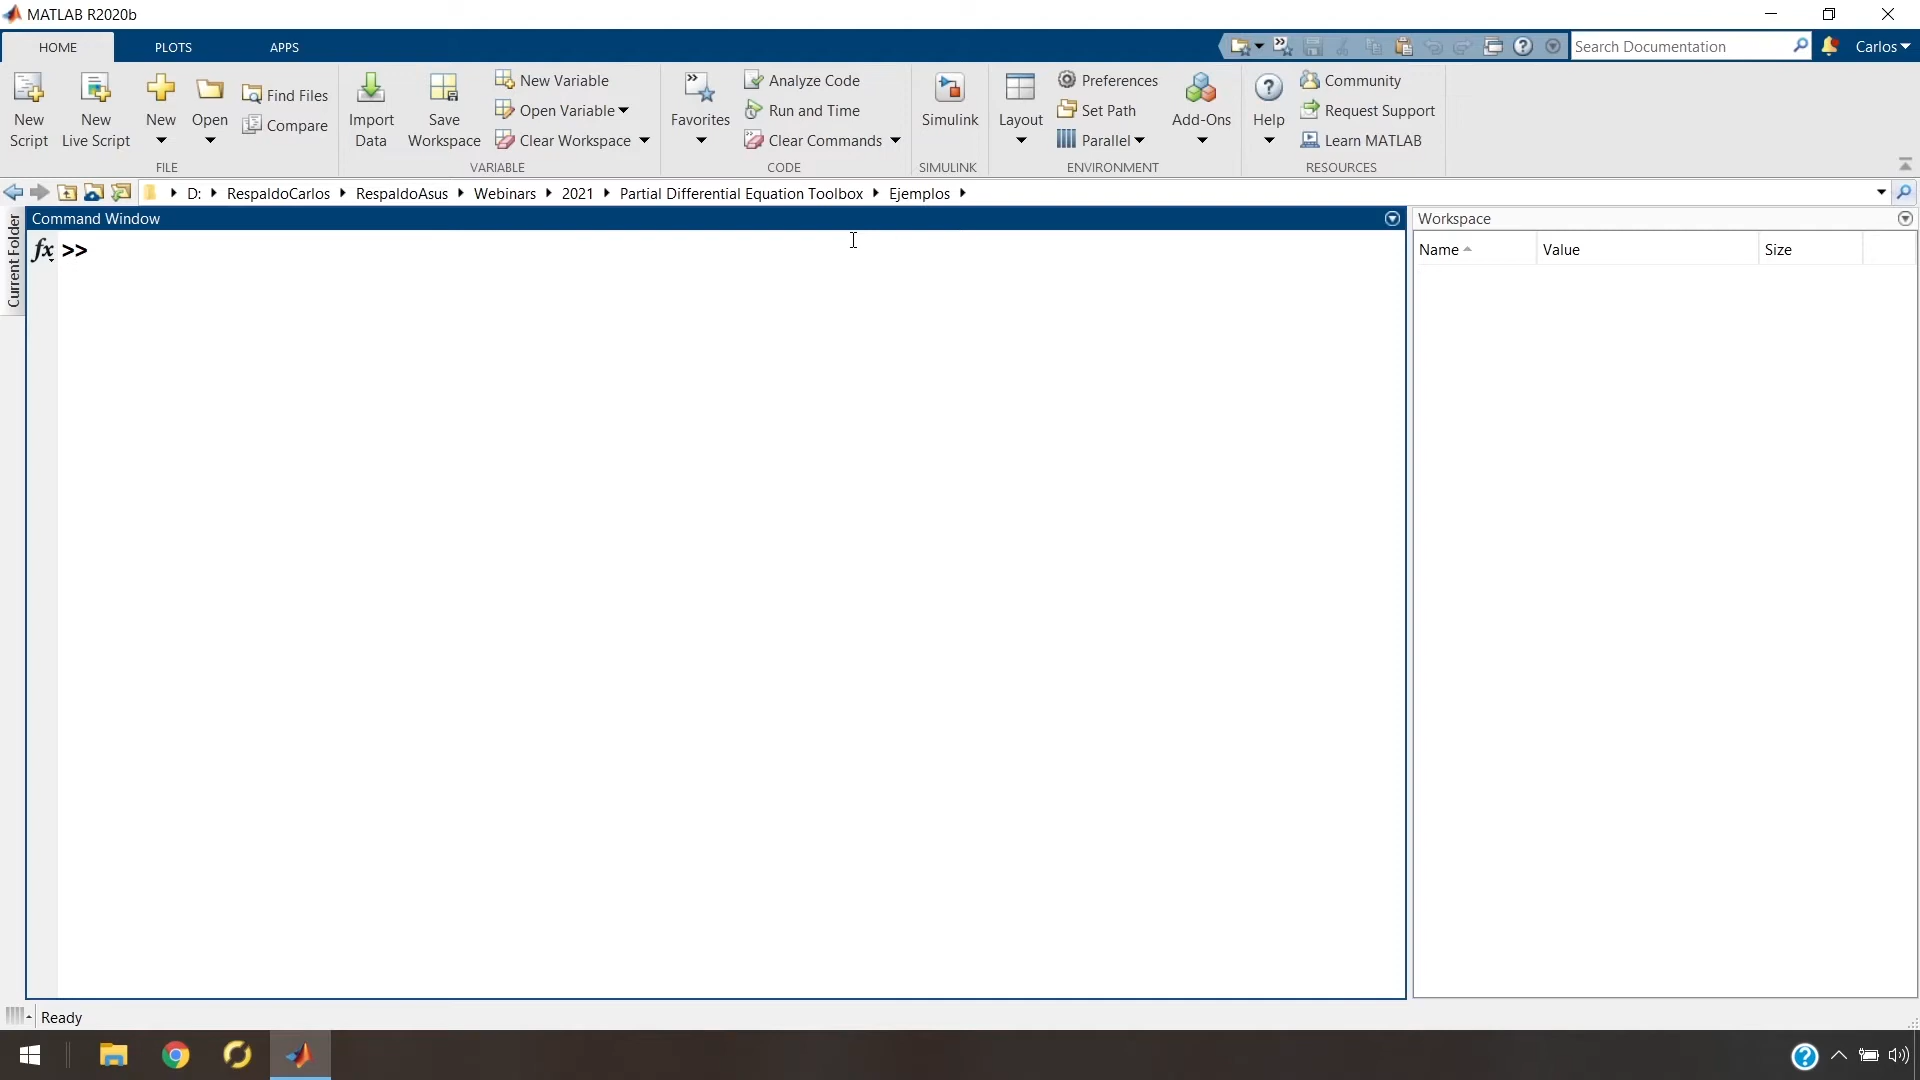 MATLAB R2020b
HOME PLOTS APPS
Search Documentation Carlos
New Script
New Live Script
New
Open
Find Files
Compare
FILE
Import Data
Save Workspace
New Variable
Open Variable
Clear Workspace
VARIABLE
Favorites
Analyze Code
Run and Time
Clear Commands
CODE
Simulink
SIMULINK
Layout
Preferences
Set Path
Parallel
Add-Ons
ENVIRONMENT
Help
Community
Request Support
Learn MATLAB
RESOURCES
D: RespaldoCarlos RespaldoAsus Webinars 2021 Partial Differential Equation Toolbox Ejemplos
Current Folder
Command Window
fx >>
Workspace
Name Value Size
Ready